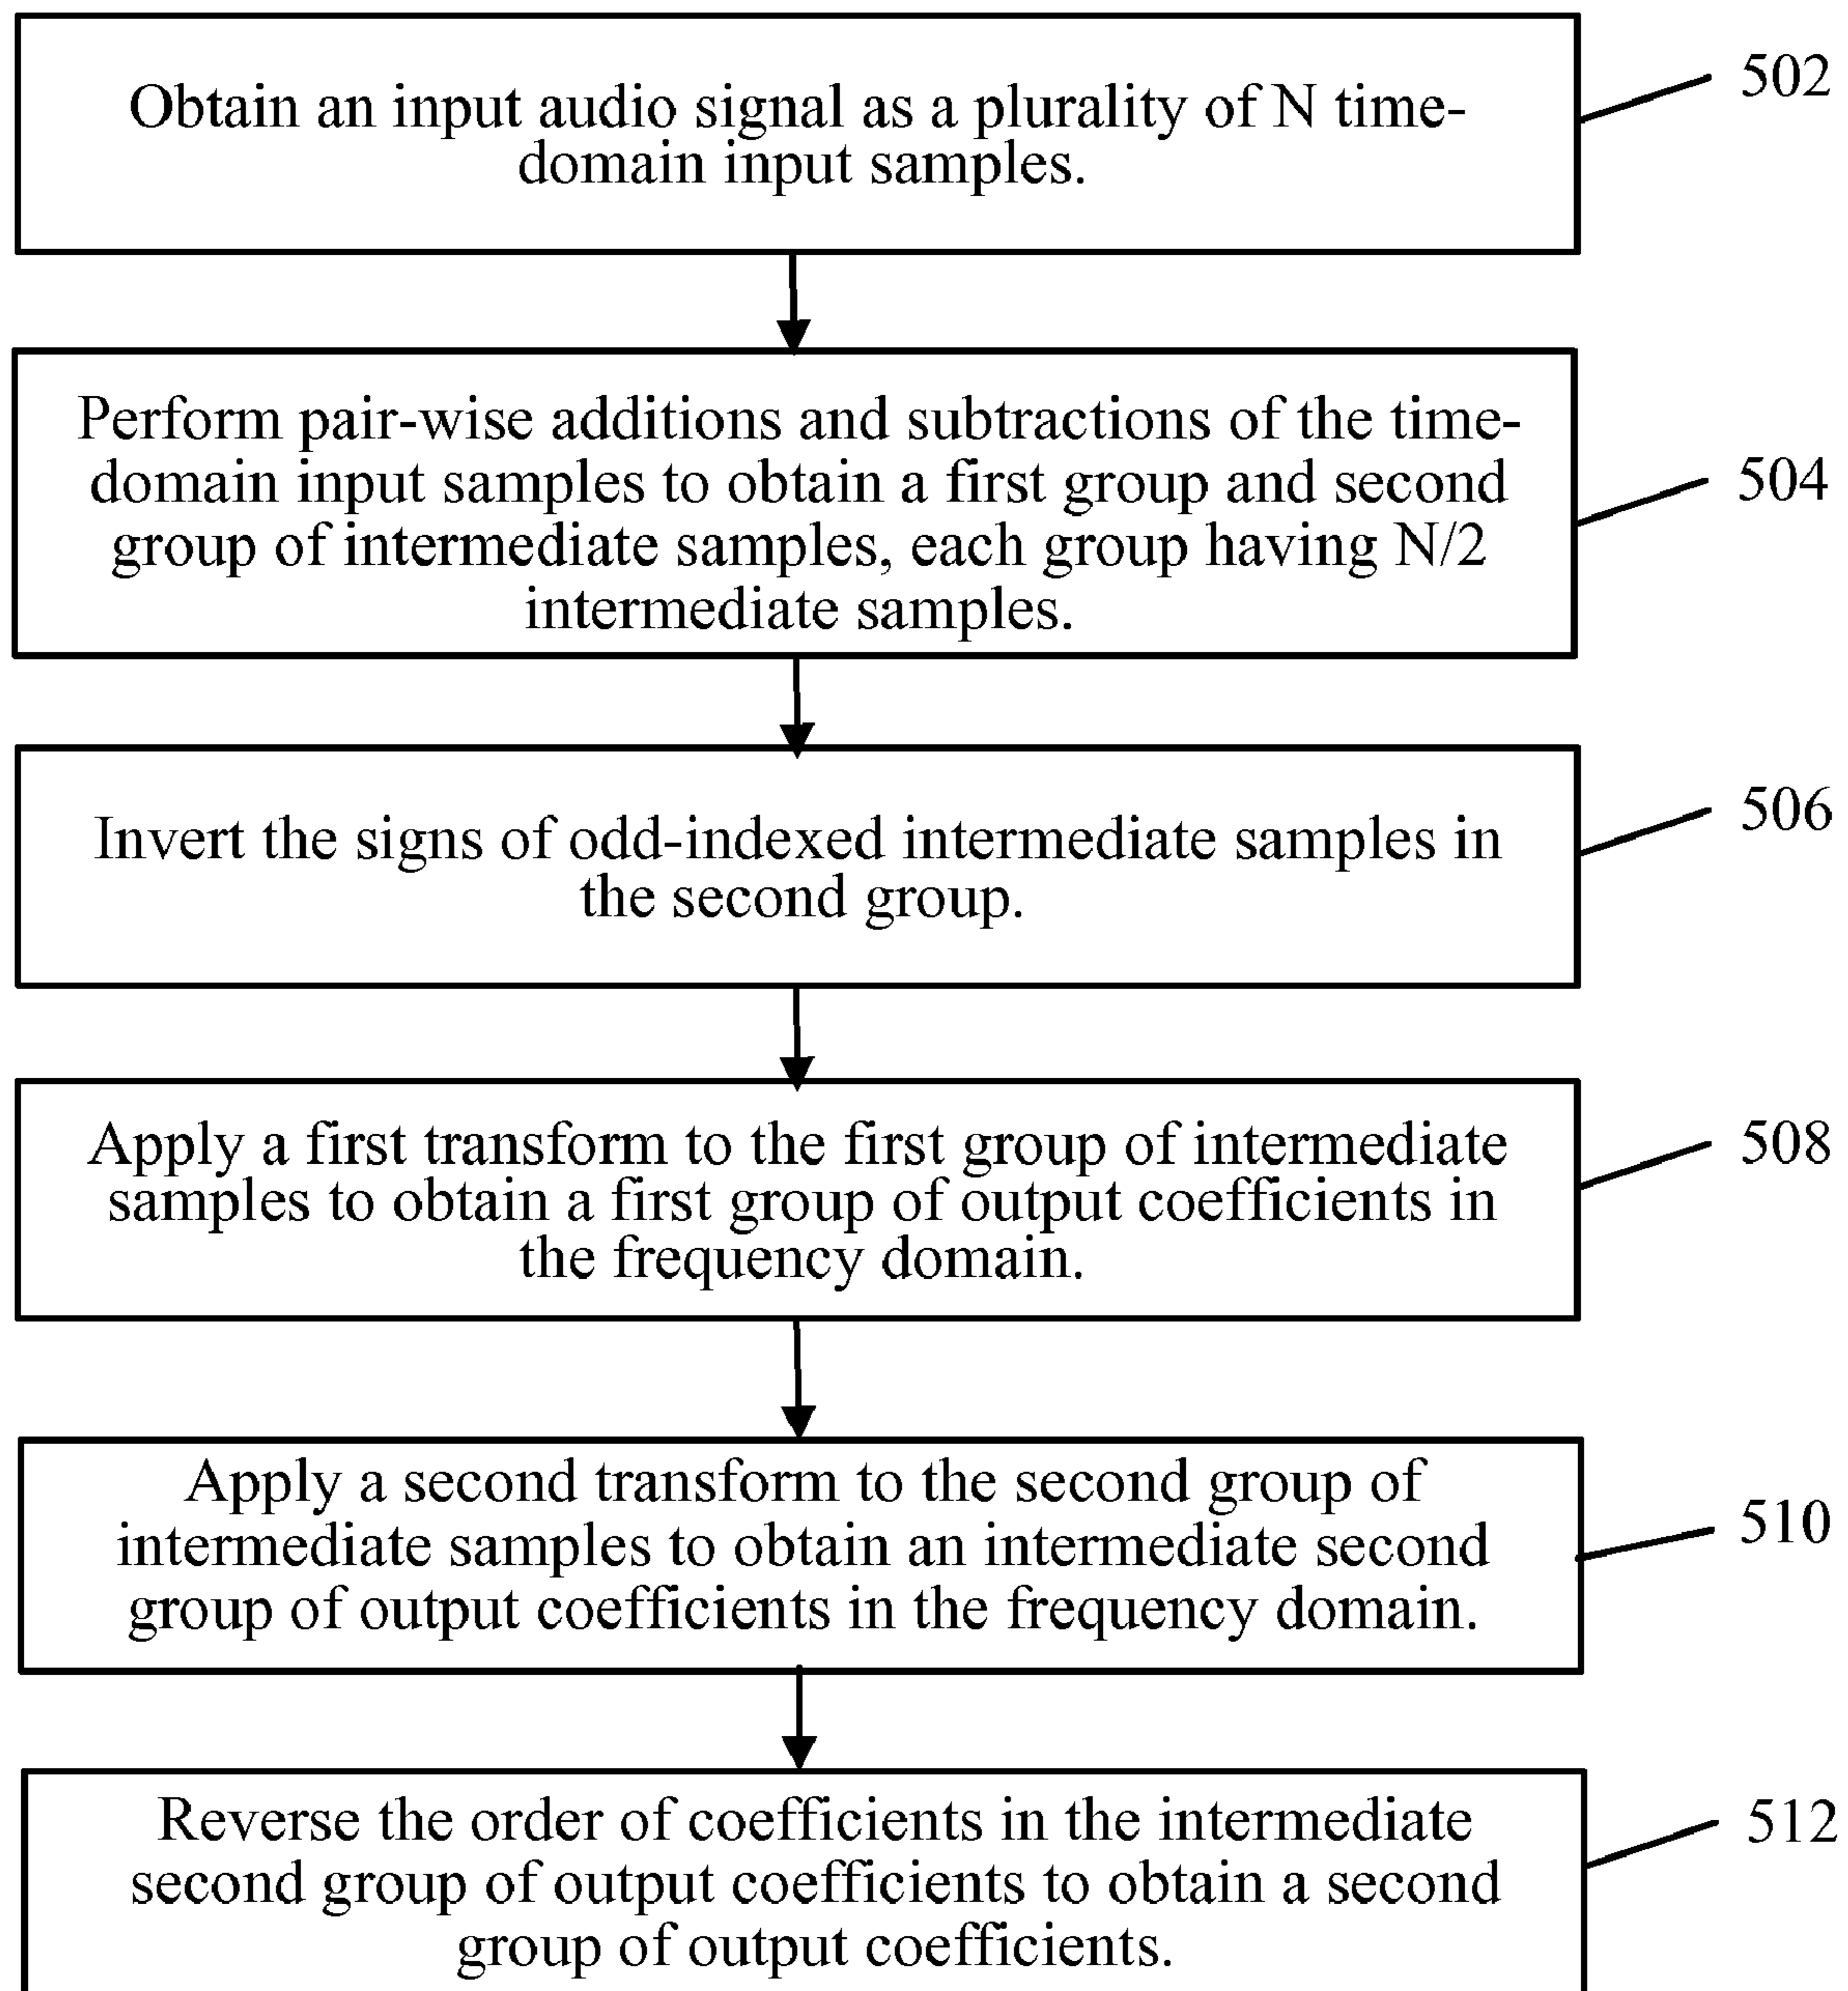 Obtain an input audio signal as a plurality of N time-
domain input samples.
502
Perform pair-wise additions and subtractions of the time-
domain input samples to obtain a first group and second
group of intermediate samples, each group having N/2
intermediate samples.
504
Invert the signs of odd-indexed intermediate samples in
the second group.
506
Apply a first transform to the first group of intermediate
samples to obtain a first group of output coefficients in
the frequency domain.
508
Apply a second transform to the second group of
intermediate samples to obtain an intermediate second
group of output coefficients in the frequency domain.
510
Reverse the order of coefficients in the intermediate
second group of output coefficients to obtain a second
group of output coefficients.
512